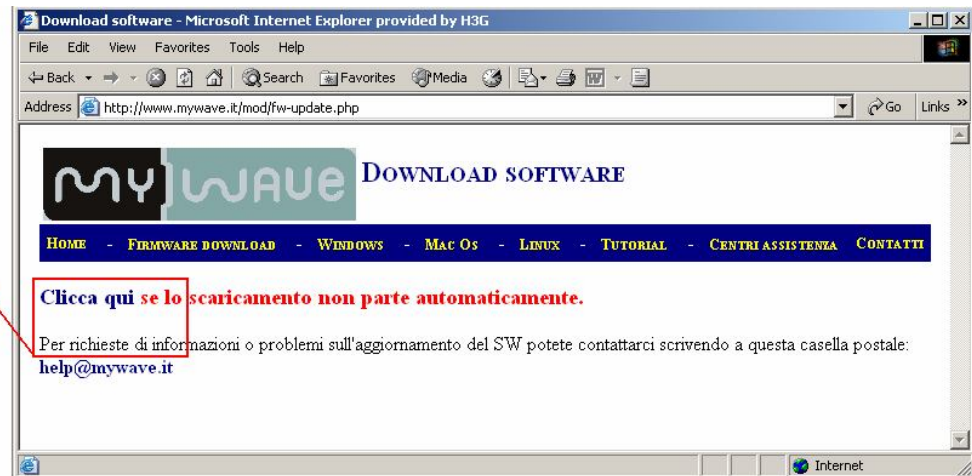 Download software - Microsoft Internet Explorer provided by H3G
File Edit View Favorites Tools Help
Back Search Favorites Media
Address http://www.mywave.it/mod/fw-update.php Go Links »
my wave DOWNLOAD SOFTWARE
HOME - FIRMWARE DOWNLOAD - WINDOWS - MAC OS - LINUX - TUTORIAL - CENTRI ASSISTENZA CONTATTI
Clicca qui se lo scaricamento non parte automaticamente.
Per richieste di informazioni o problemi sull'aggiornamento del SW potete contattarci scrivendo a questa casella postale:
help@mywave.it
Internet